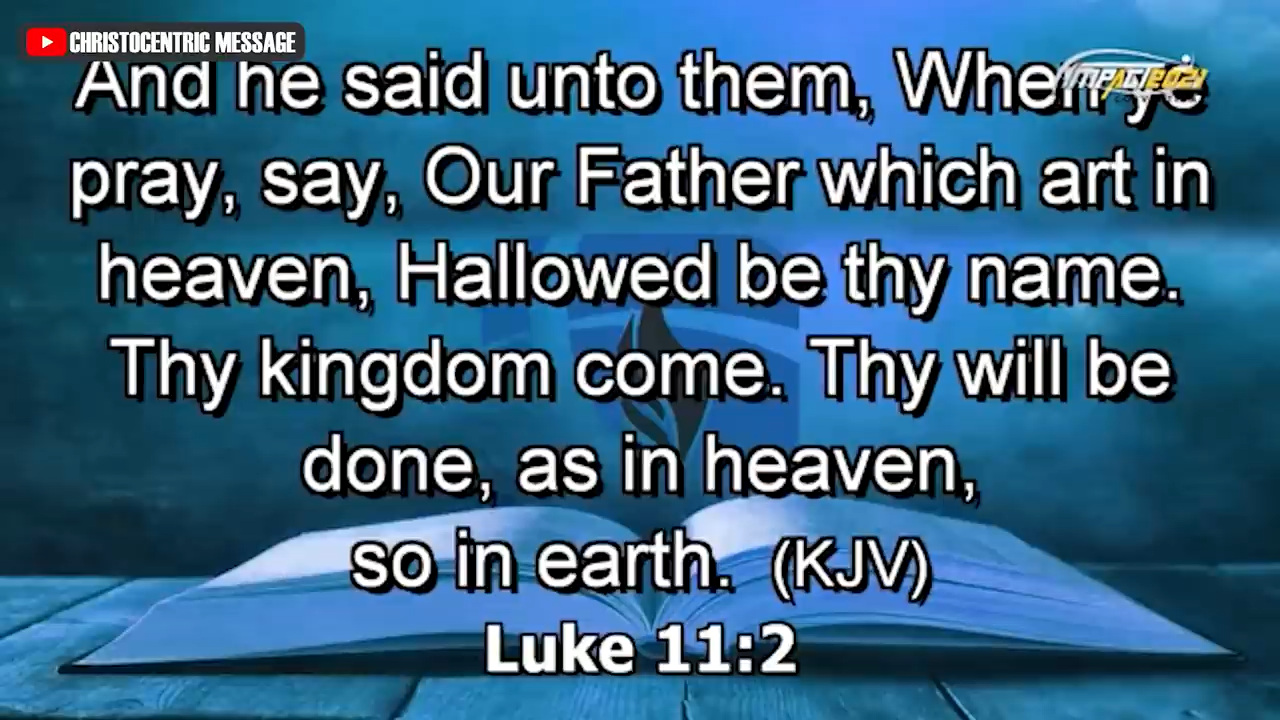 CHRISTOCENTRIC MESSAGE
IMPACT2021
And he said unto them, When ye
pray, say, Our Father which art in
heaven, Hallowed be thy name.
Thy kingdom come. Thy will be
done, as in heaven,
so in earth. (KJV)
Luke 11:2